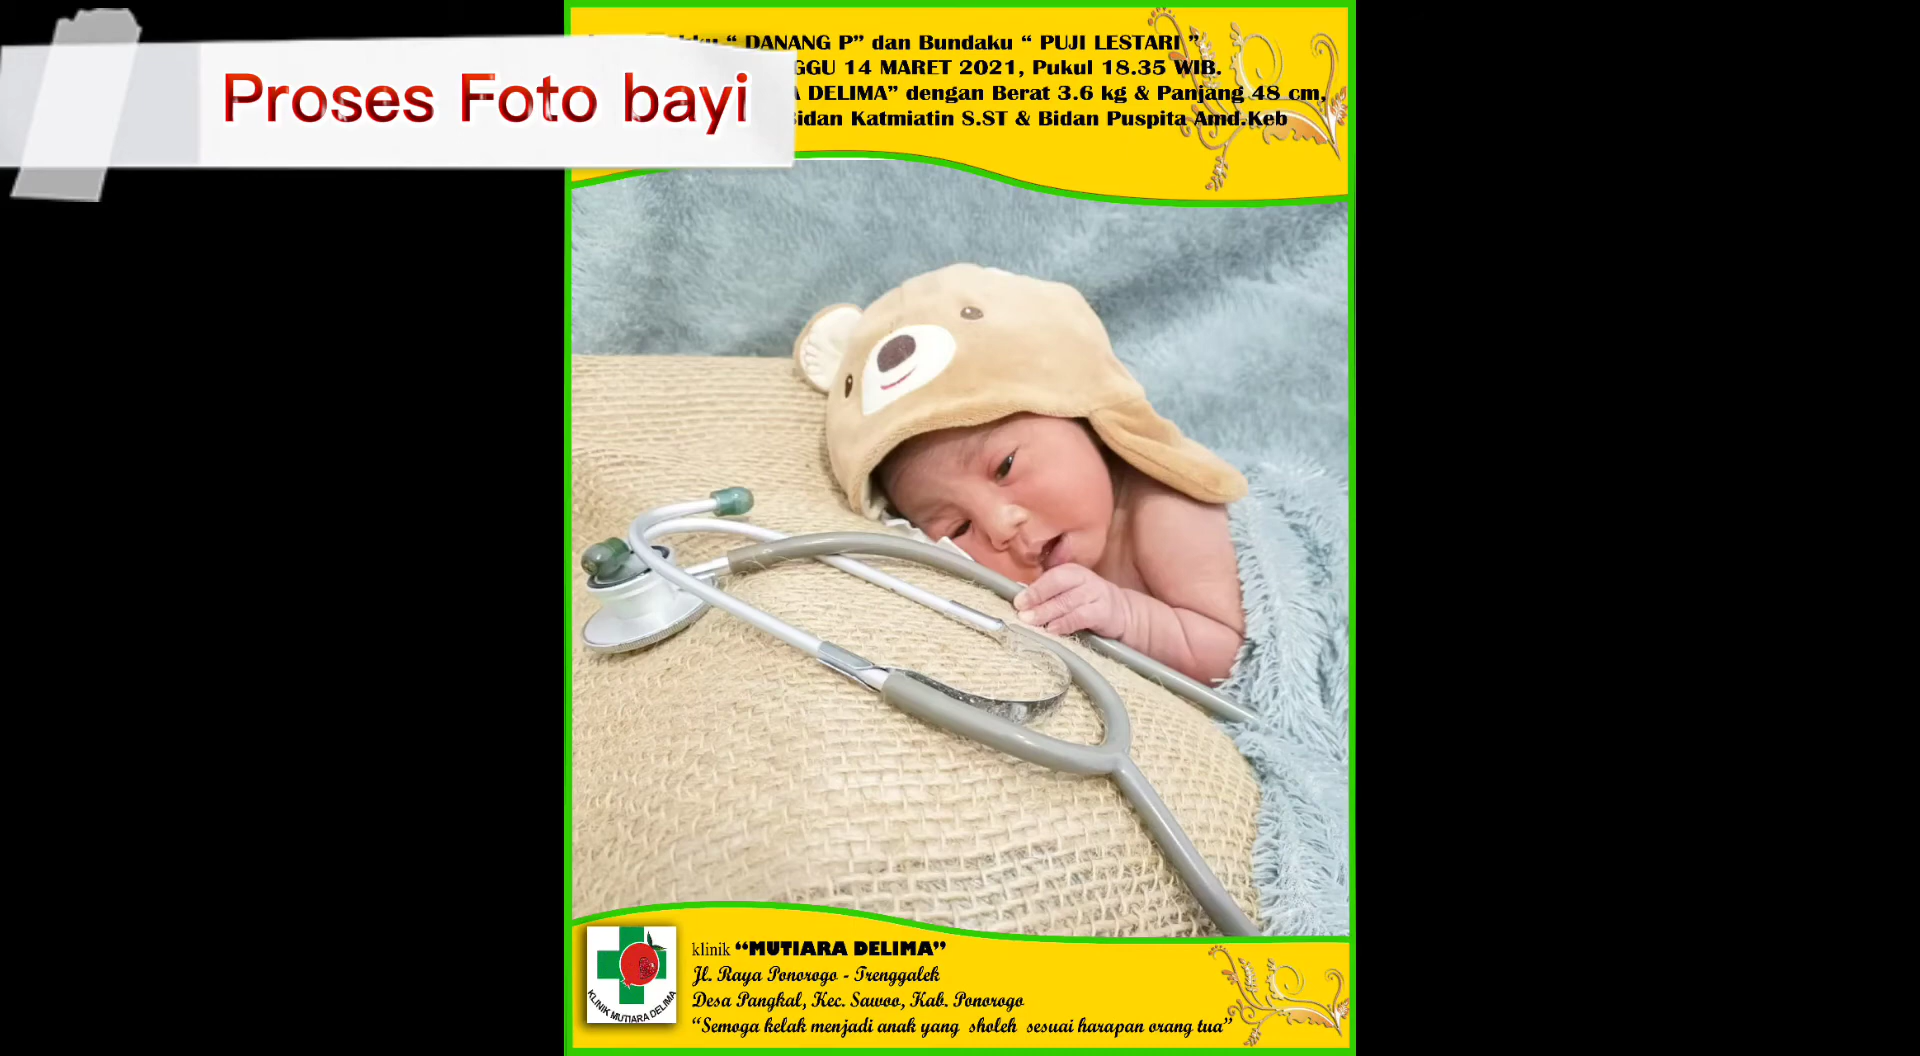 Proses Foto bayi
“ DANANG P” dan Bundaku “ PUJI LESTARI ”
14 MARET 2021, Pukul 18.35 WIB.
DELIMA” dengan Berat 3.6 kg & Panjang 48 cm,
Bidan Katmiatin S.ST & Bidan Puspita Amd.Keb
klinik “MUTIARA DELIMA”
Jl. Raya Ponorogo - Trenggalek
Desa Pangkal, Kec. Sawoo, Kab. Ponorogo
“Semoga kelak menjadi anak yang sholeh sesuai harapan orang tua”
KLINIK MUTIARA DELIMA